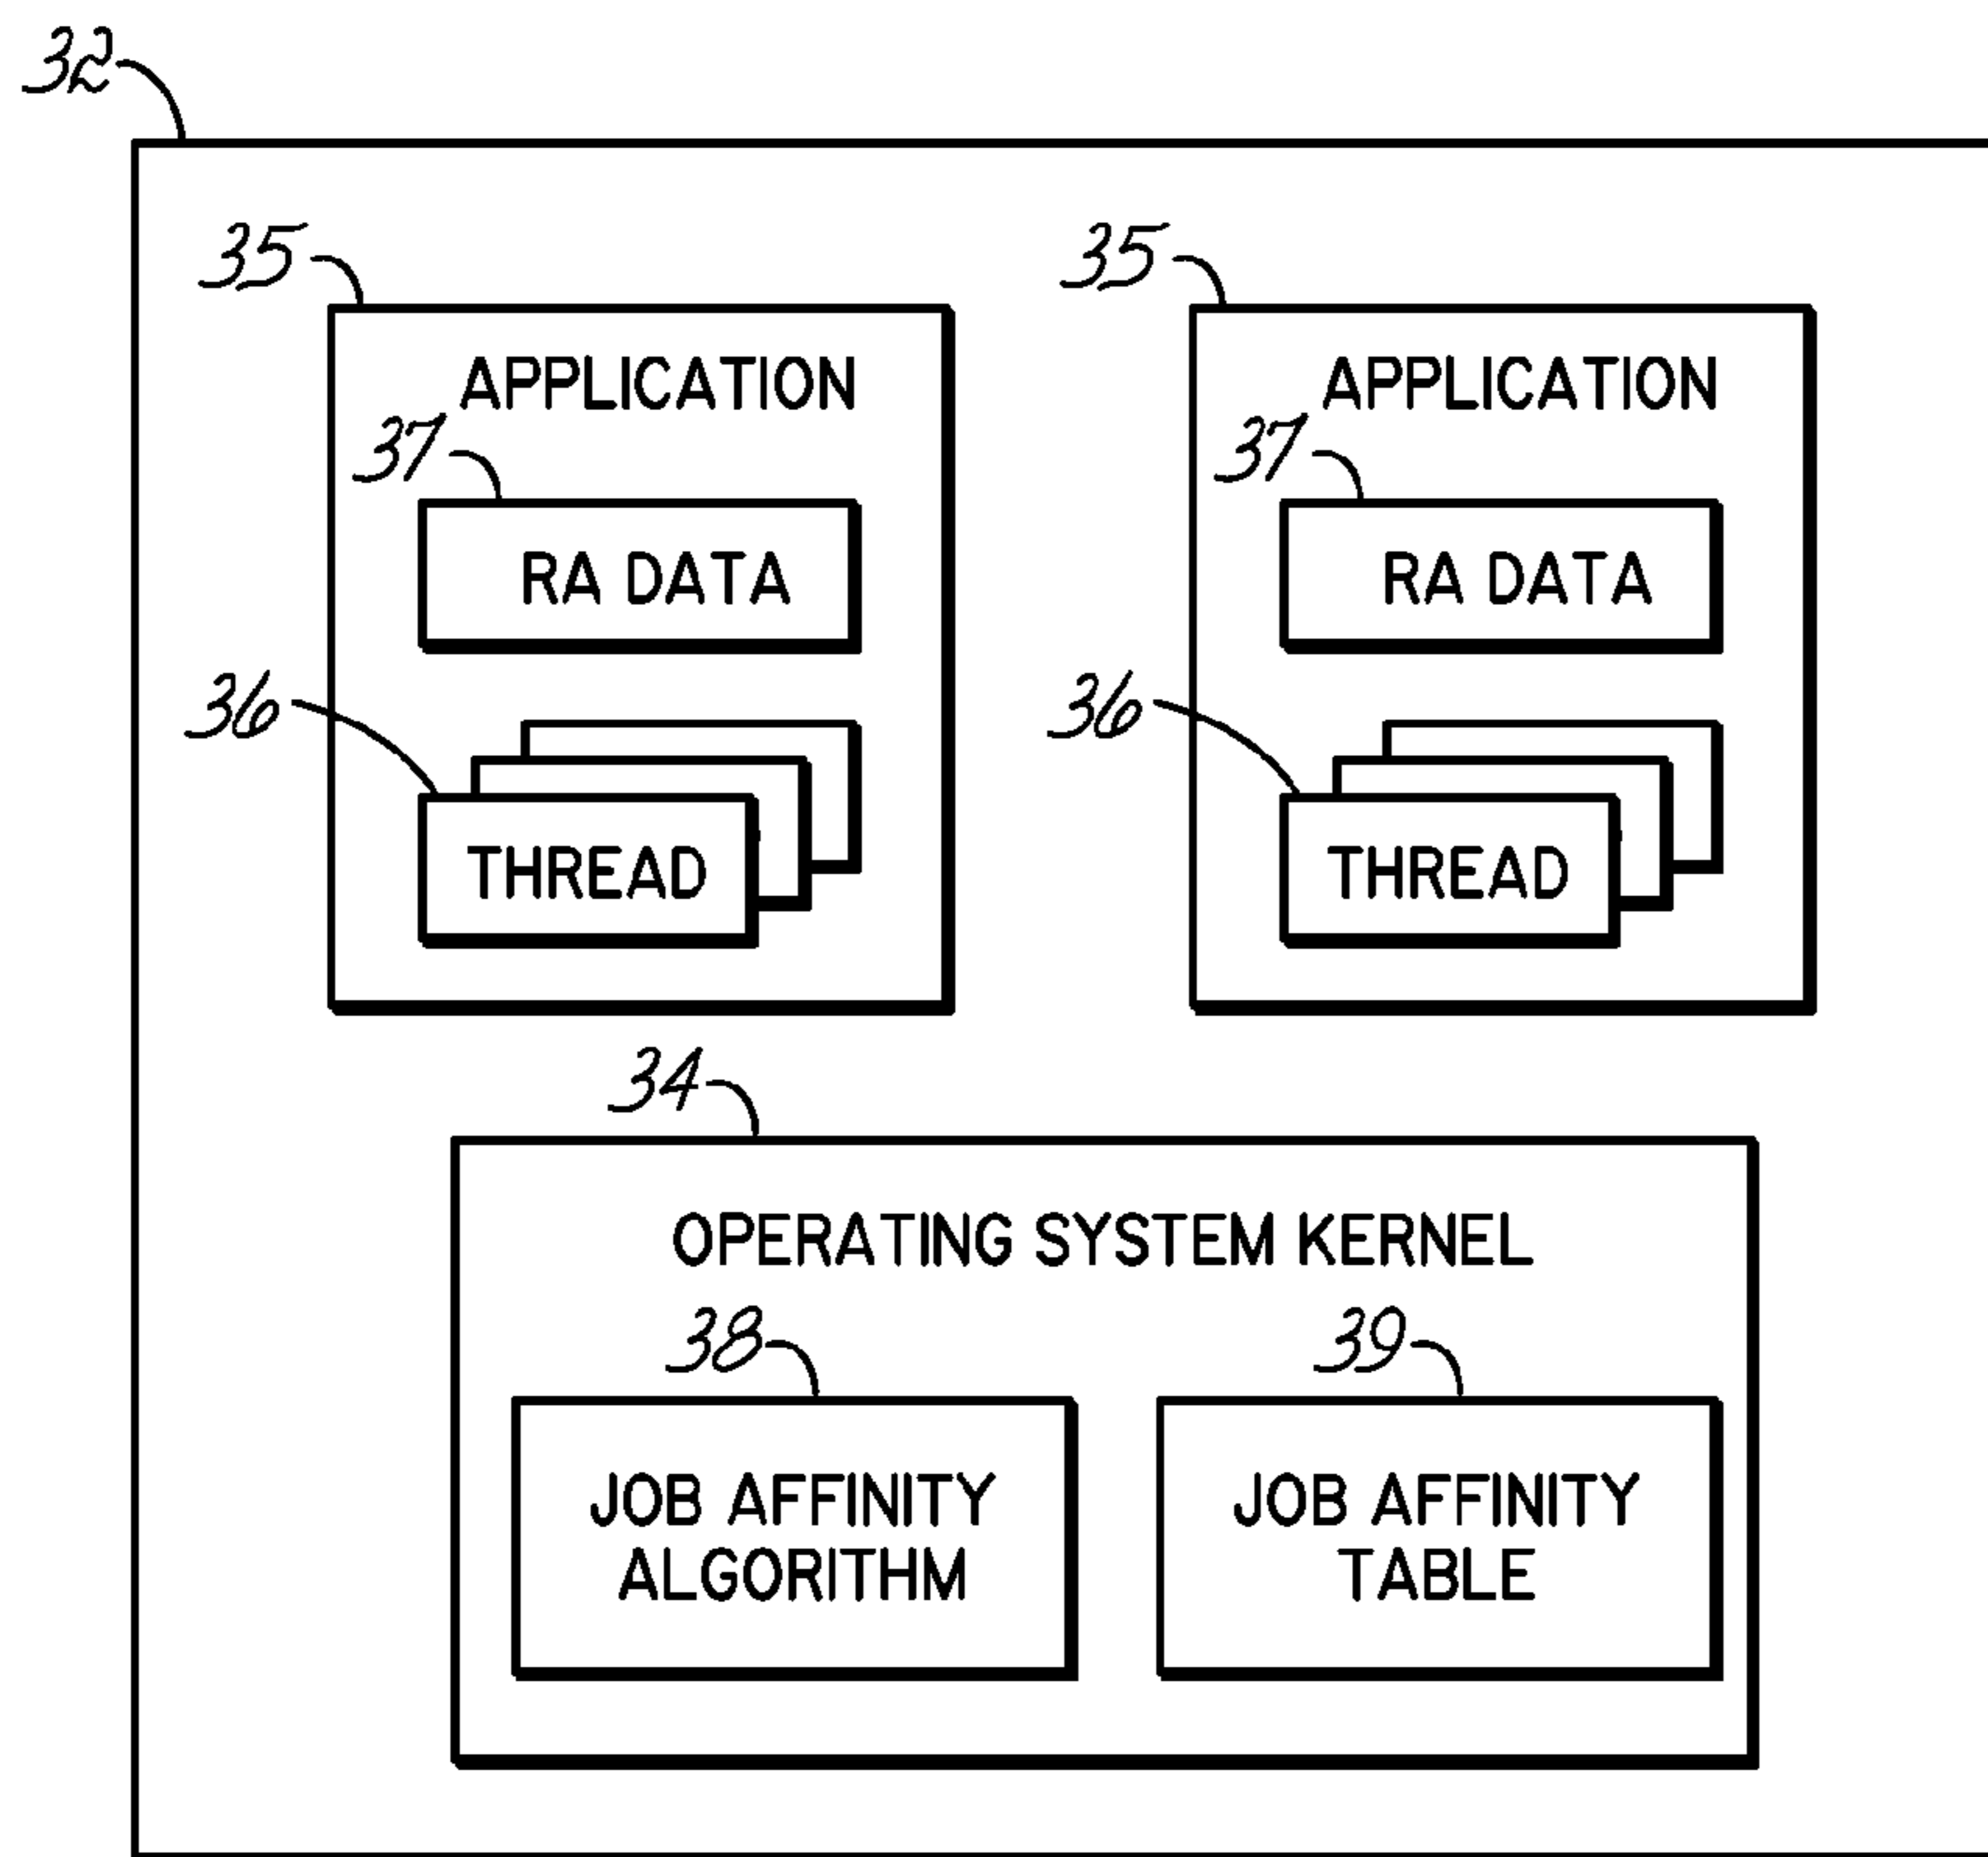 32
35
35
APPLICATION
APPLICATION
37
37
RA DATA
RA DATA
36
36
THREAD
THREAD
34
OPERATING SYSTEM KERNEL
38
39
JOB AFFINITY
ALGORITHM
JOB AFFINITY
TABLE